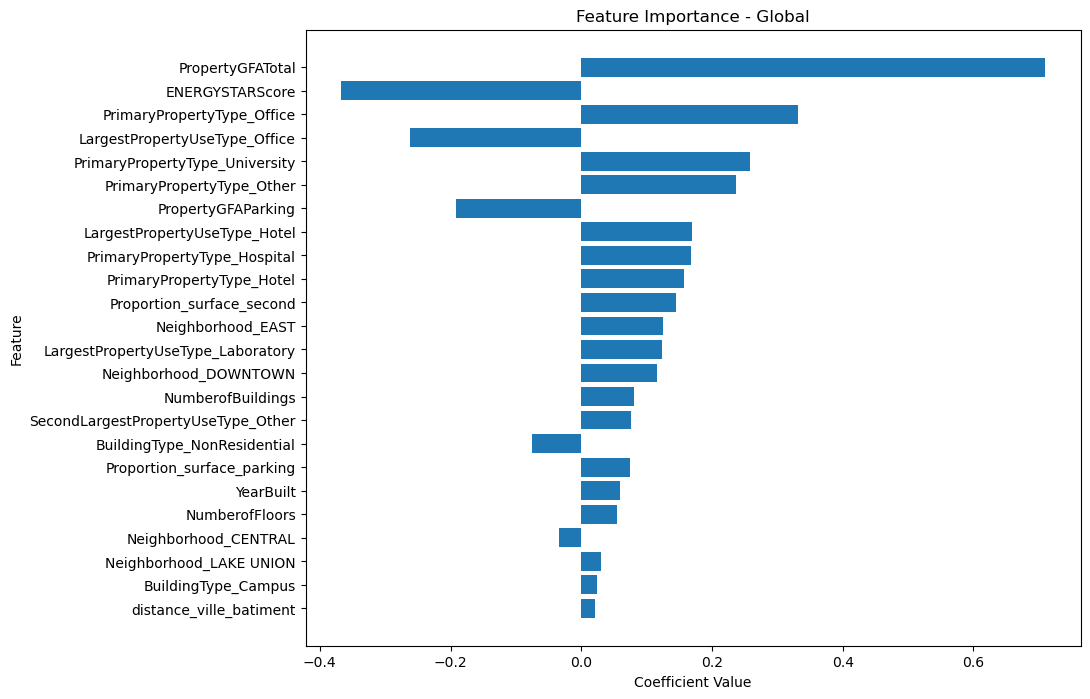 Feature Importance - Global
Feature
PropertyGFATotal
ENERGYSTARScore
PrimaryPropertyType_Office
LargestPropertyUseType_Office
PrimaryPropertyType_University
PrimaryPropertyType_Other
PropertyGFAParking
LargestPropertyUseType_Hotel
PrimaryPropertyType_Hospital
PrimaryPropertyType_Hotel
Proportion_surface_second
Neighborhood_EAST
LargestPropertyUseType_Laboratory
Neighborhood_DOWNTOWN
NumberofBuildings
SecondLargestPropertyUseType_Other
BuildingType_NonResidential
Proportion_surface_parking
YearBuilt
NumberofFloors
Neighborhood_CENTRAL
Neighborhood_LAKE UNION
BuildingType_Campus
distance_ville_batiment
−0.4 −0.2 0.0 0.2 0.4 0.6
Coefficient Value